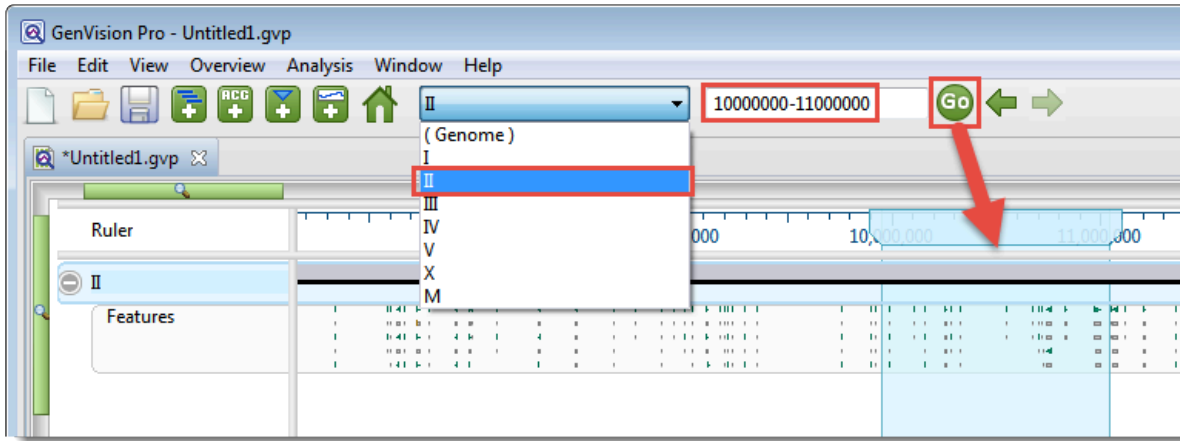 GenVision Pro - Untitled1.gvp
File Edit View Overview Analysis Window Help
ACG
II
10000000-11000000
Go
( Genome )
I
II
III
IV
V
X
M
*Untitled1.gvp
Ruler
000
10,000,000
11,000,000
II
Features